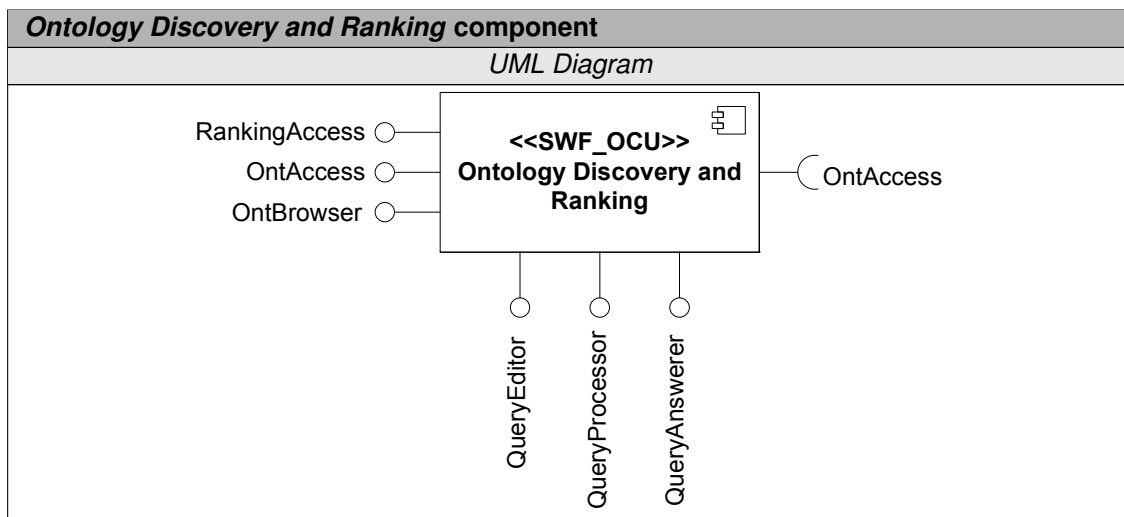 Ontology Discovery and Ranking component
UML Diagram
RankingAccess
OntAccess
OntBrowser
<<SWF_OCU>>
Ontology Discovery and
Ranking
OntAccess
QueryEditor
QueryProcessor
QueryAnswerer